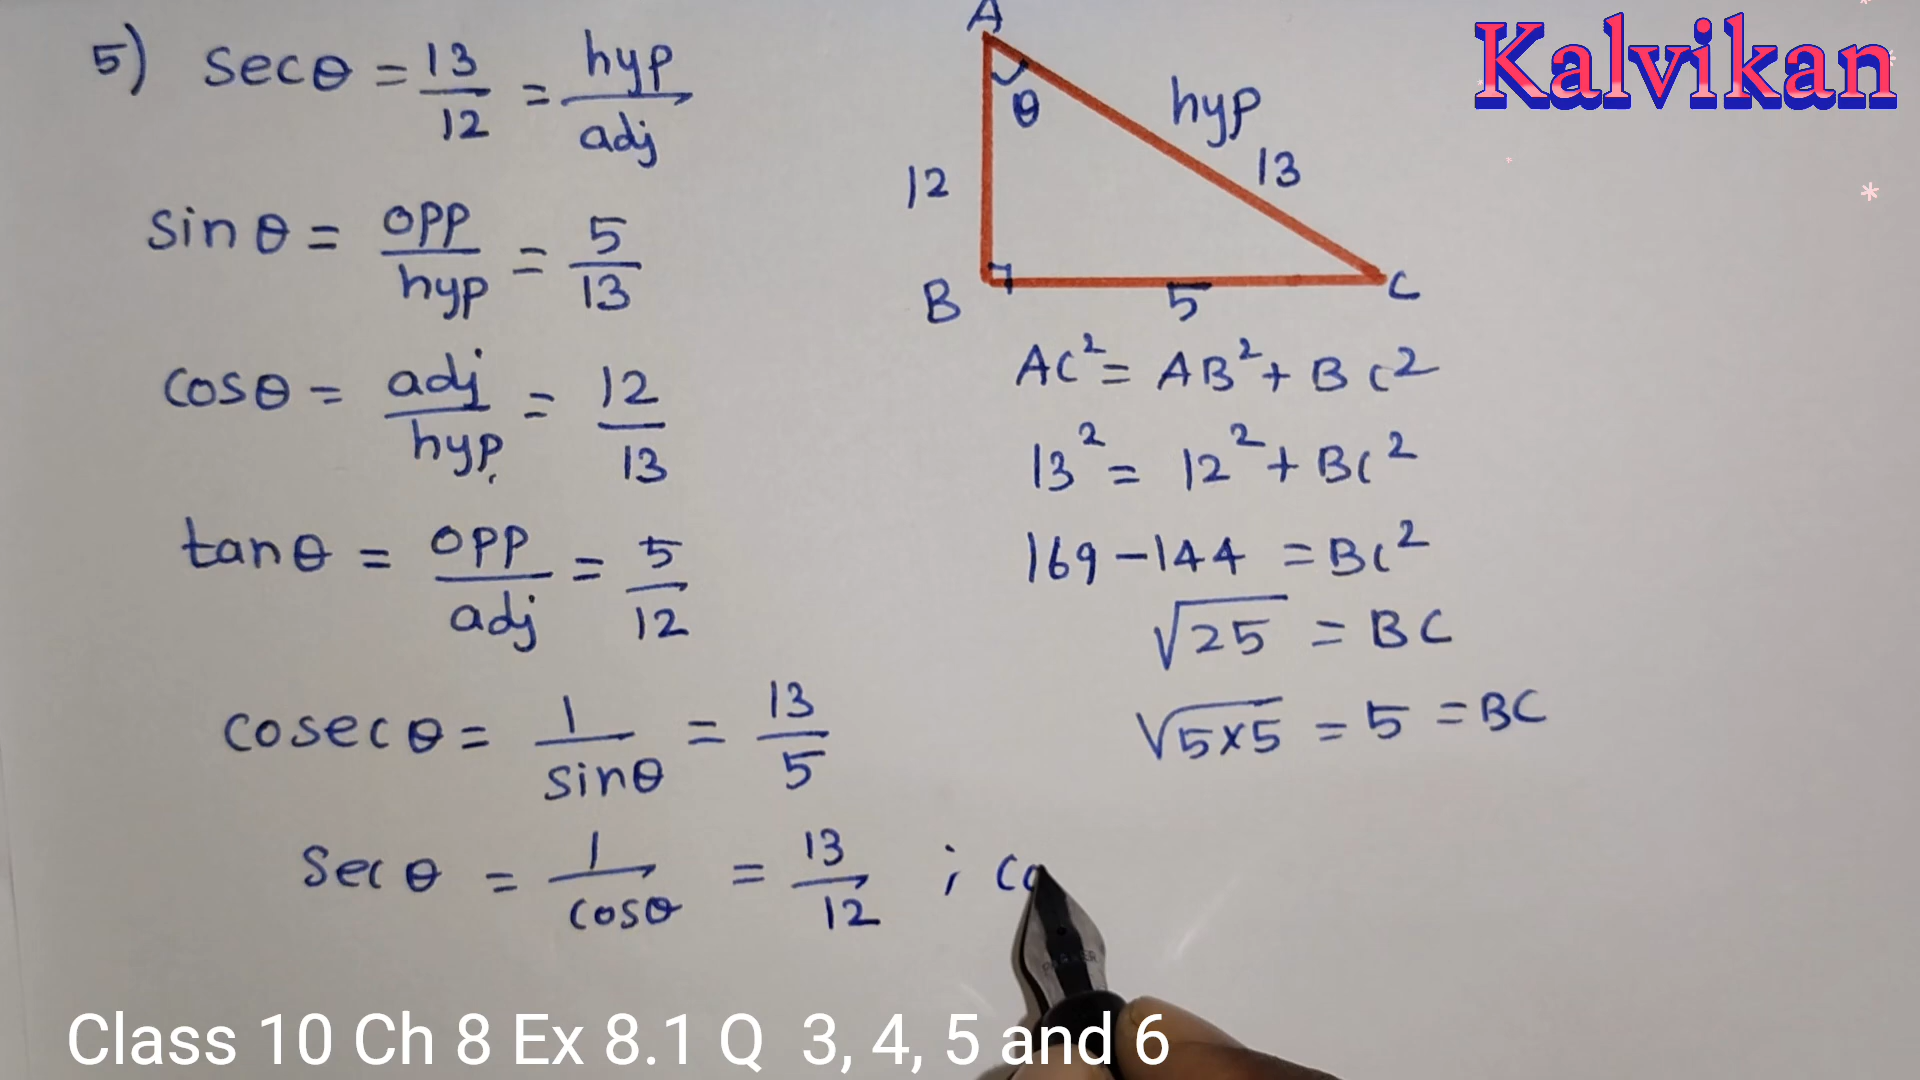 Kalvikan
5) secθ = 13/12 = hyp/adj
sinθ = opp/hyp = 5/13
cosθ = adj/hyp = 12/13
tanθ = opp/adj = 5/12
cosecθ = 1/sinθ = 13/5
secθ = 1/cosθ = 13/12 ; co
A
θ
hyp
13
12
B
5
C
AC² = AB² + BC²
13² = 12² + BC²
169 - 144 = BC²
√25 = BC
√5×5 = 5 = BC
PARKER
Class 10 Ch 8 Ex 8.1 Q 3, 4, 5 and 6